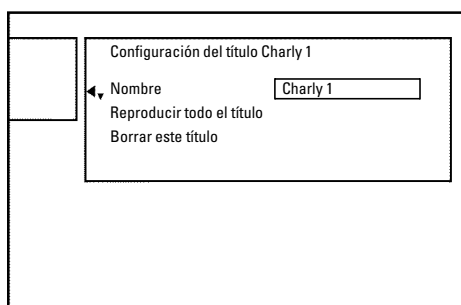 Configuración del título Charly 1
Nombre Charly 1
Reproducir todo el título
Borrar este título